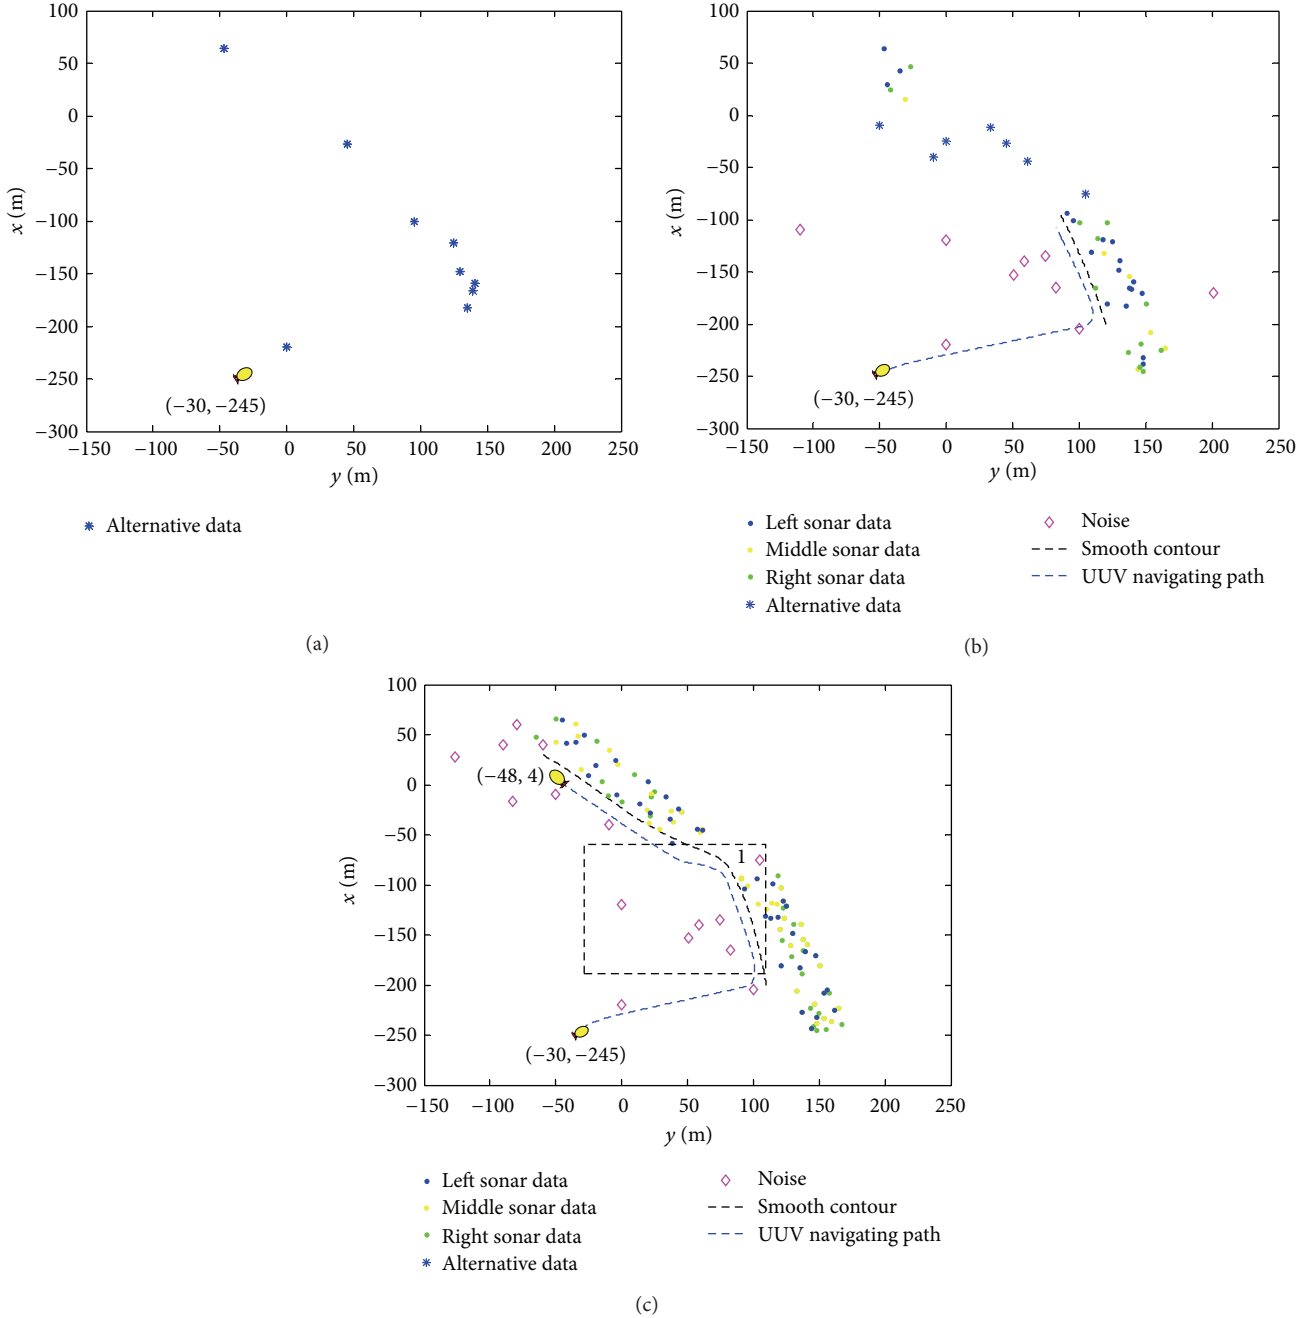 100
50
0
−50
−100
−150
−200
−250
−300
x (m)
(−30, −245)
−150 −100 −50 0 50 100 150 200 250
y (m)
Alternative data
(a)
100
50
0
−50
−100
−150
−200
−250
−300
x (m)
(−30, −245)
−150 −100 −50 0 50 100 150 200 250
y (m)
Left sonar data
Middle sonar data
Right sonar data
Alternative data
Noise
Smooth contour
UUV navigating path
(b)
100
50
0
−50
−100
−150
−200
−250
−300
x (m)
(−48, 4)
1
(−30, −245)
−150 −100 −50 0 50 100 150 200 250
y (m)
Left sonar data
Middle sonar data
Right sonar data
Alternative data
Noise
Smooth contour
UUV navigating path
(c)